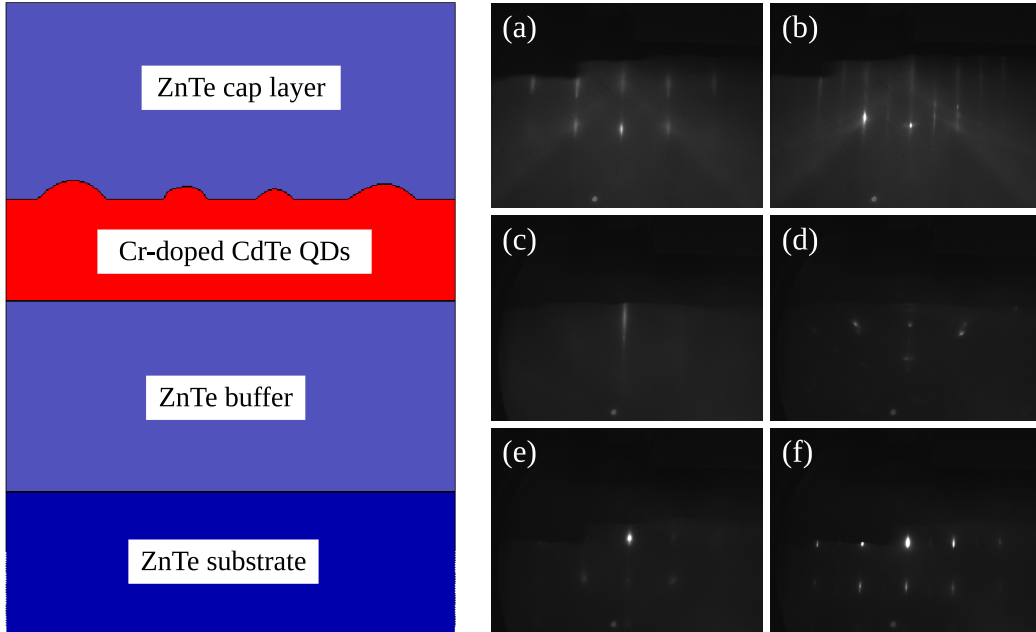 ZnTe cap layer
Cr-doped CdTe QDs
ZnTe buffer
ZnTe substrate
(a)
(b)
(c)
(d)
(e)
(f)